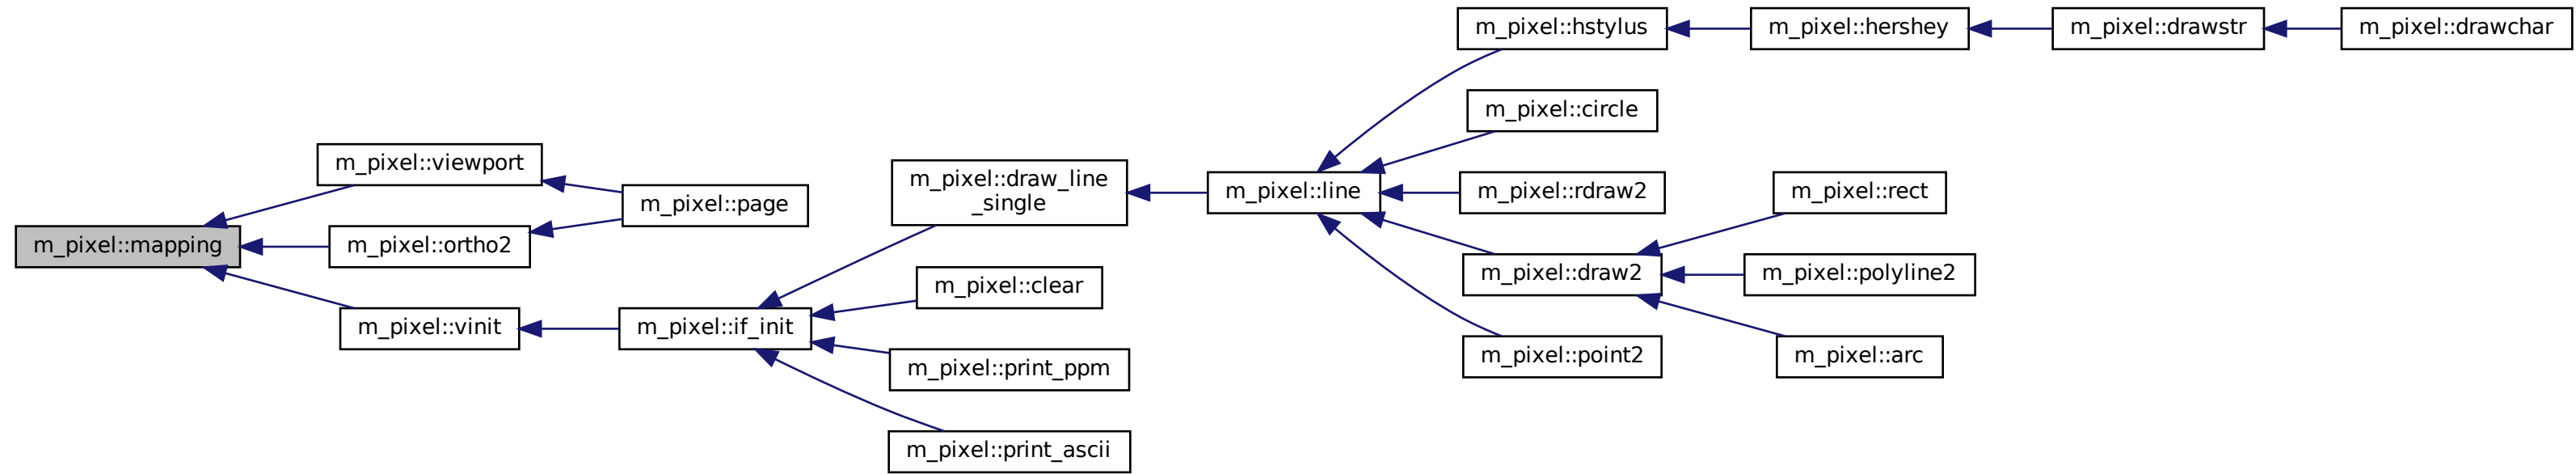 m_pixel::mapping
m_pixel::viewport
m_pixel::ortho2
m_pixel::vinit
m_pixel::page
m_pixel::if_init
m_pixel::draw_line
_single
m_pixel::clear
m_pixel::print_ppm
m_pixel::print_ascii
m_pixel::line
m_pixel::hstylus
m_pixel::circle
m_pixel::rdraw2
m_pixel::draw2
m_pixel::point2
m_pixel::hershey
m_pixel::rect
m_pixel::polyline2
m_pixel::arc
m_pixel::drawstr
m_pixel::drawchar